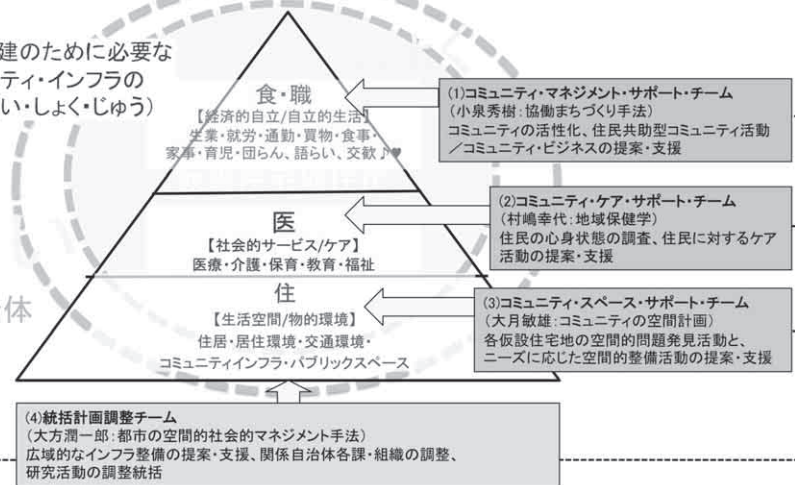 建のために必要な
ティ・インフラの
い・しょく・じゅう）
食・職
【経済的自立/自立的生活】
生業・就労・通勤・買物・食事・
家事・育児・団らん、語らい、交歓♪♥
医
【社会的サービス/ケア】
医療・介護・保育・教育・福祉
住
【生活空間/物的環境】
住居・居住環境・交通環境・
コミュニティインフラ・パブリックスペース
体
(1)コミュニティ・マネジメント・サポート・チーム
（小泉秀樹：協働まちづくり手法）
コミュニティの活性化、住民共助型コミュニティ活動
／コミュニティ・ビジネスの提案・支援
(2)コミュニティ・ケア・サポート・チーム
（村嶋幸代：地域保健学）
住民の心身状態の調査、住民に対するケア
活動の提案・支援
(3)コミュニティ・スペース・サポート・チーム
（大月敏雄：コミュニティの空間計画）
各仮設住宅地の空間的問題発見活動と、
ニーズに応じた空間的整備活動の提案・支援
(4)統括計画調整チーム
（大方潤一郎：都市の空間的社会的マネジメント手法）
広域的なインフラ整備の提案・支援、関係自治体各課・組織の調整、
研究活動の調整統括